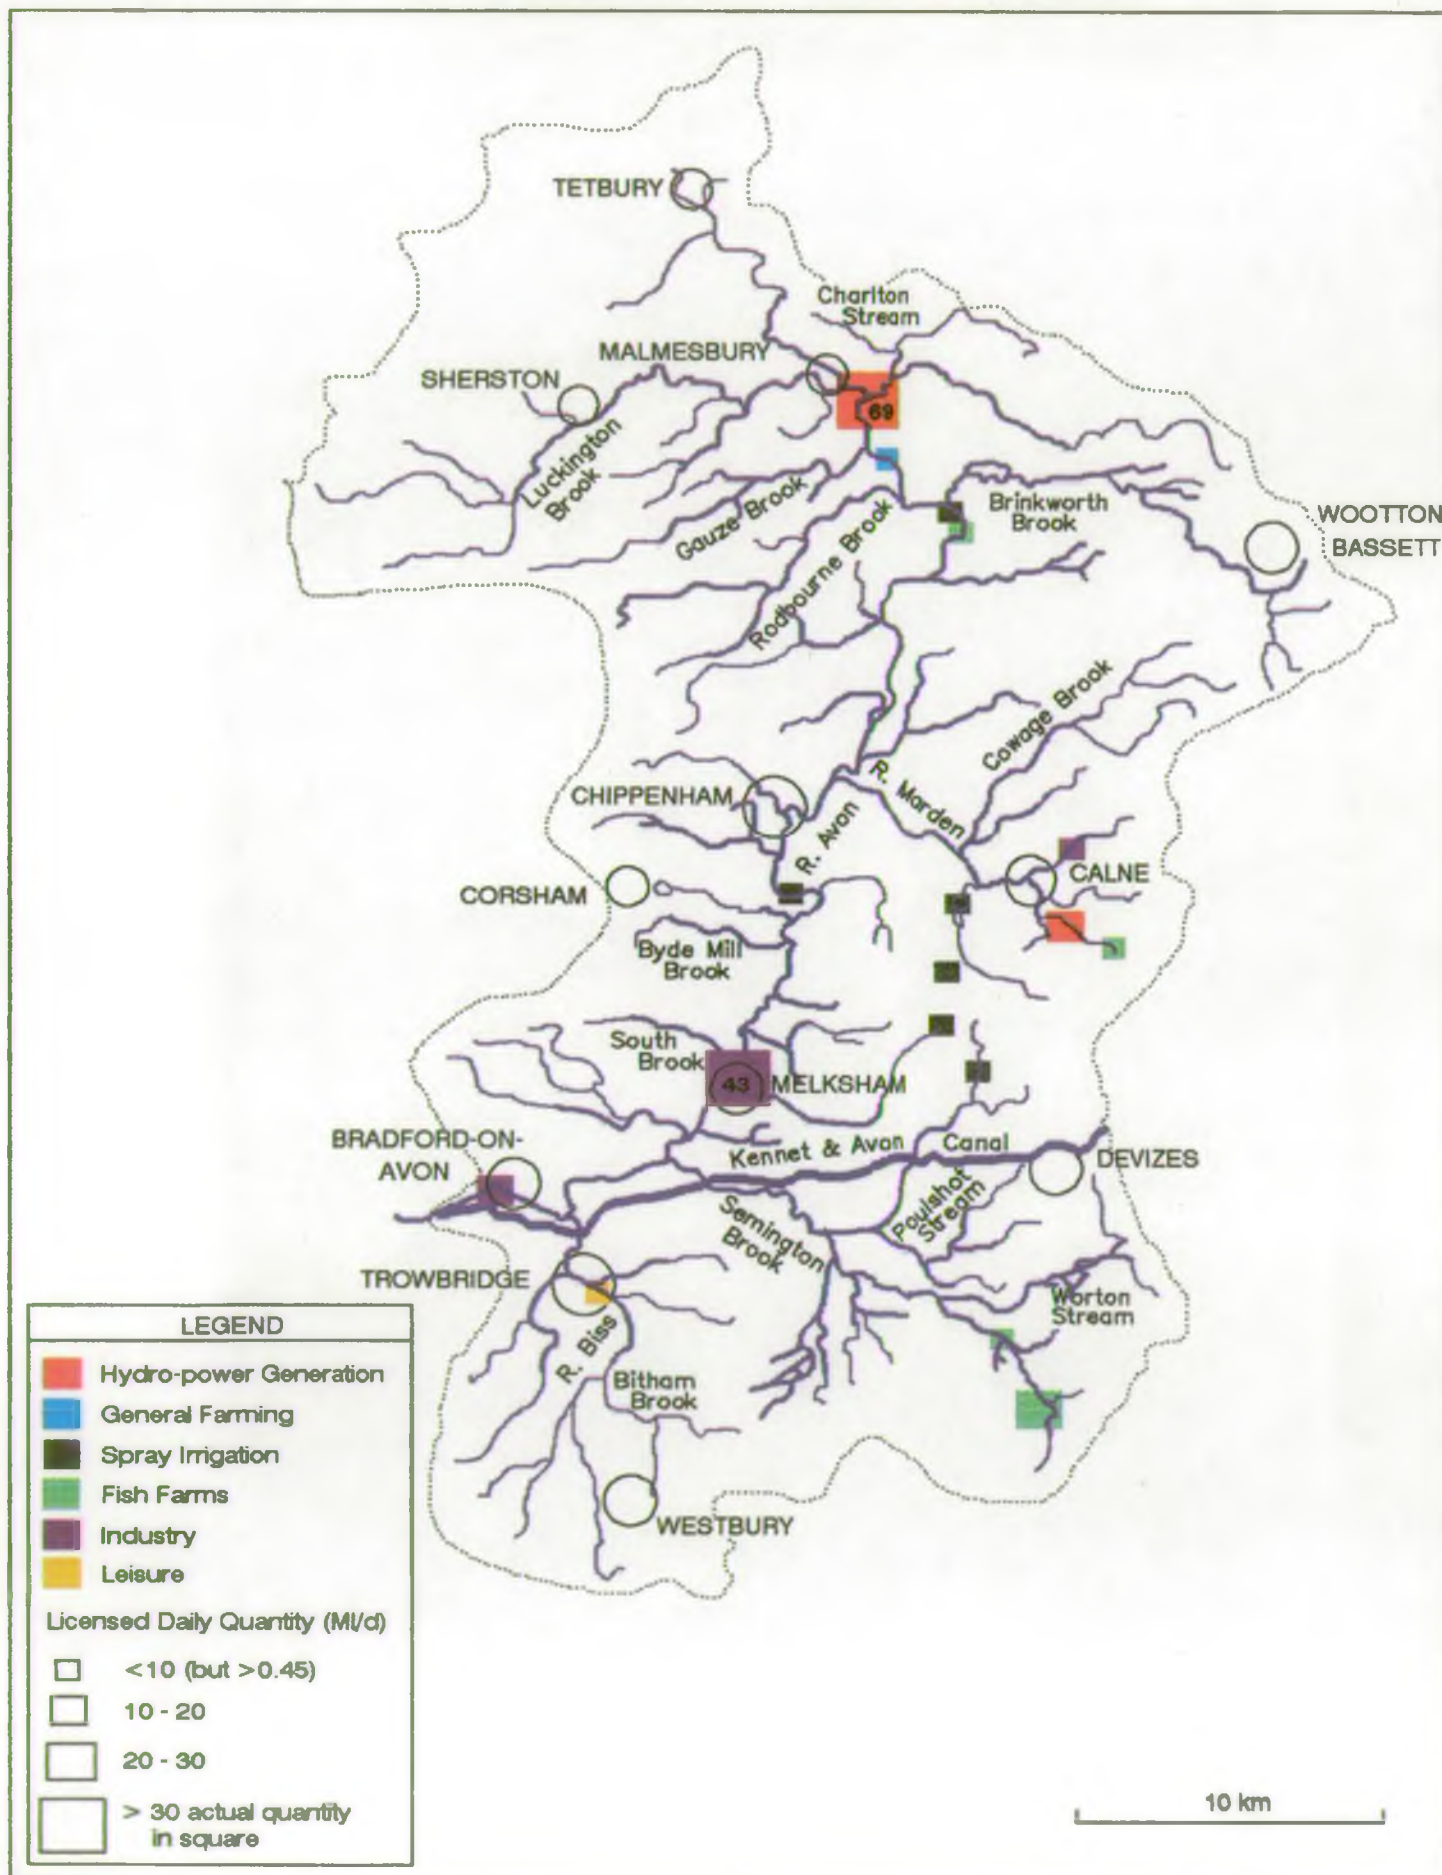 TETBURY
Charlton
Stream
MALMESBURY
SHERSTON
69
Luckington
Brook
Gauze Brook
Rodbourne Brook
Brinkworth
Brook
WOOTTON
BASSETT
Cowage Brook
R. Marden
CHIPPENHAM
R. Avon
CALNE
CORSHAM
Byde Mill
Brook
South
Brook
43
MELKSHAM
BRADFORD-ON-
AVON
Kennet & Avon Canal
DEVIZES
Poulshot
Stream
Semington
Brook
TROWBRIDGE
Worton
Stream
R. Biss
Bitham
Brook
WESTBURY
LEGEND
Hydro-power Generation
General Farming
Spray Irrigation
Fish Farms
Industry
Leisure
Licensed Daily Quantity (Ml/d)
<10 (but >0.45)
10 - 20
20 - 30
> 30 actual quantity
in square
10 km